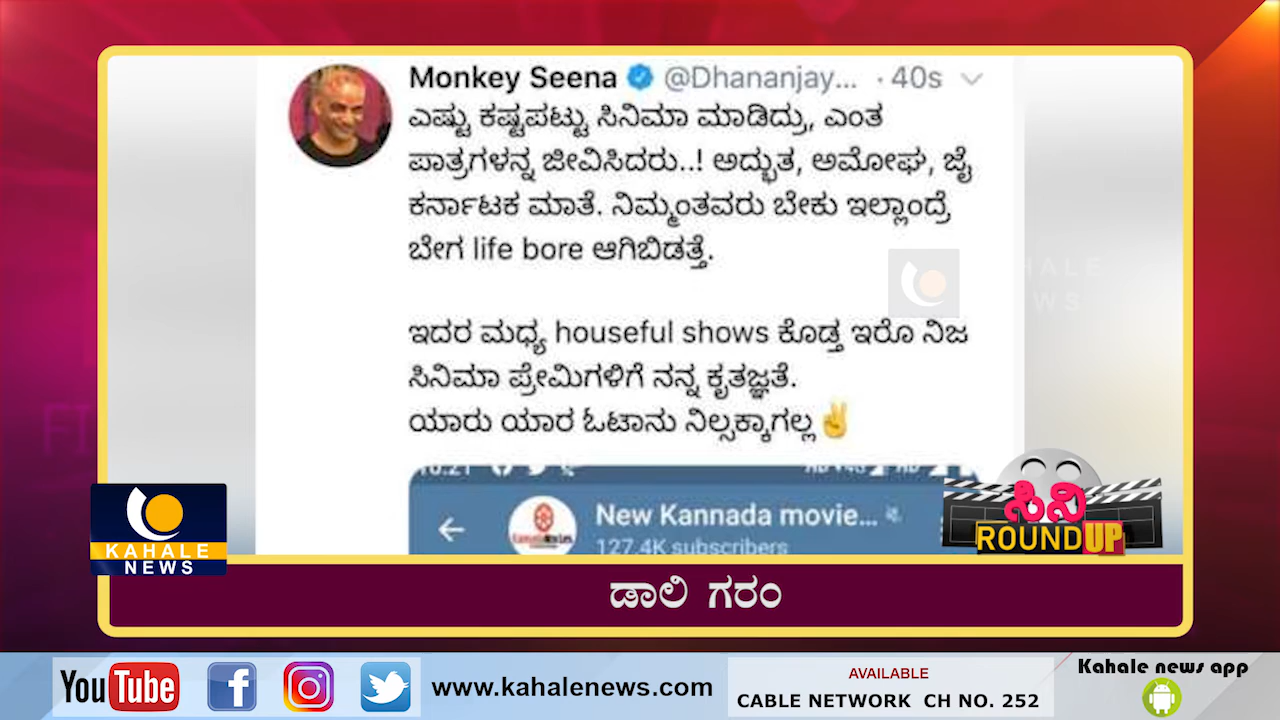 Monkey Seena @Dhananjay... · 40s
ಎಷ್ಟು ಕಷ್ಟಪಟ್ಟು ಸಿನಿಮಾ ಮಾಡಿದ್ರು, ಎಂತ
ಪಾತ್ರಗಳನ್ನ ಜೀವಿಸಿದರು..! ಅದ್ಭುತ, ಅಮೋಘ, ಜೈ
ಕರ್ನಾಟಕ ಮಾತೆ. ನಿಮ್ಮಂತವರು ಬೇಕು ಇಲ್ಲಾಂದ್ರೆ
ಬೇಗ life bore ಆಗಿಬಿಡತ್ತೆ.
ಇದರ ಮಧ್ಯ houseful shows ಕೊಡ್ತ ಇರೊ ನಿಜ
ಸಿನಿಮಾ ಪ್ರೇಮಿಗಳಿಗೆ ನನ್ನ ಕೃತಜ್ಞತೆ.
ಯಾರು ಯಾರ ಓಟಾನು ನಿಲ್ಸಕ್ಕಾಗಲ್ಲ ✌
New Kannada movie...
127.4K subscribers
ಸಿನಿ
ROUNDUP
KAHALE
NEWS
ಡಾಲಿ ಗರಂ
YouTube
www.kahalenews.com
AVAILABLE
CABLE NETWORK CH NO. 252
Kahale news app